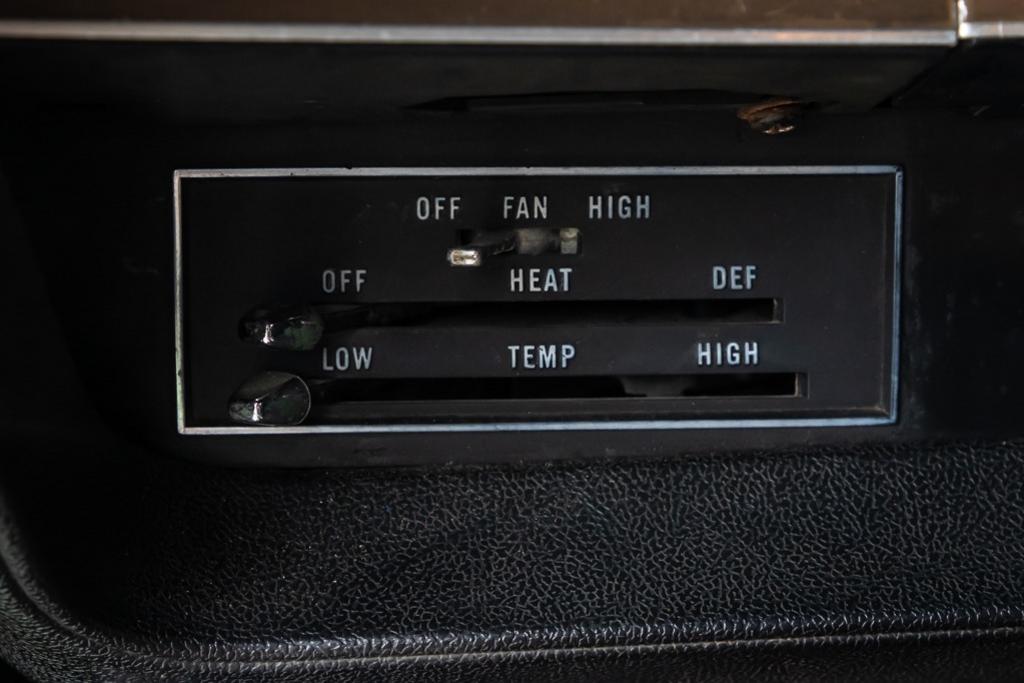 OFF FAN HIGH
OFF HEAT DEF
LOW TEMP HIGH